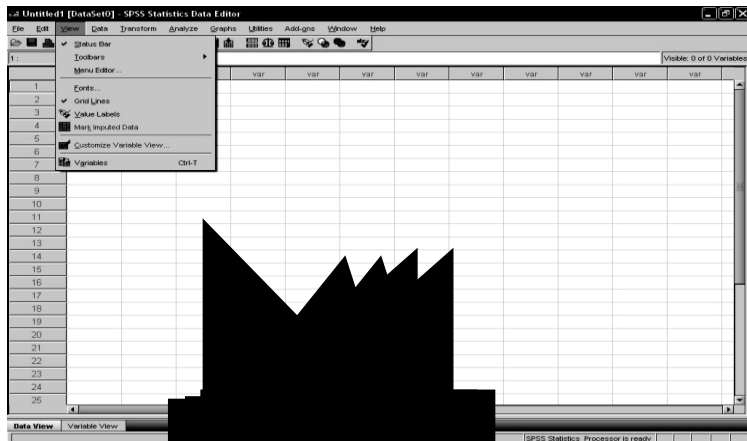 Untitled1 [DataSet0] - SPSS Statistics Data Editor
File Edit View Data Transform Analyze Graphs Utilities Add-ons Window Help
1 :
Visible: 0 of 0 Variables
Status Bar
Toolbars
Menu Editor...
Fonts...
Grid Lines
Value Labels
Mark Imputed Data
Customize Variable View...
Variables Ctrl-T
var var var var var var var var var
1
2
3
4
5
6
7
8
9
10
11
12
13
14
15
16
17
18
19
20
21
22
23
24
25
Data View Variable View
SPSS Statistics Processor is ready